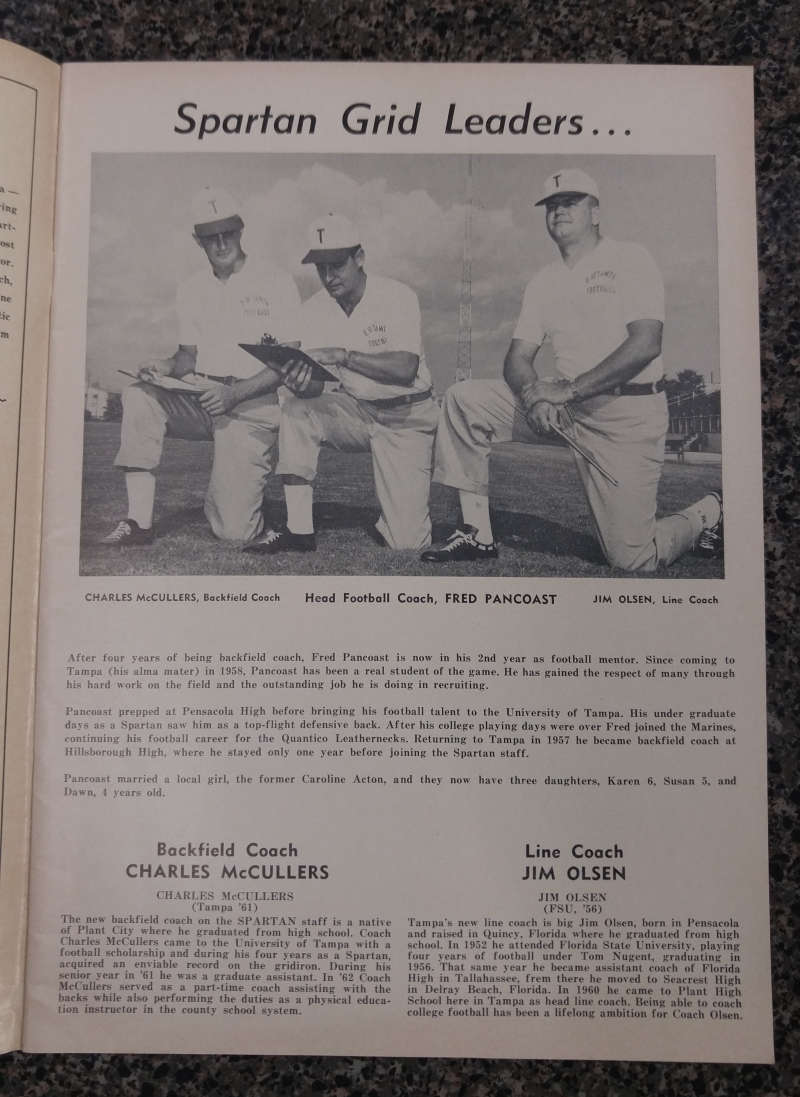 a —
ring
art-
ost
or.
ch,
ne
tic
m
Spartan Grid Leaders...
T
T
T
FOOTBALL
FOOTBALL
CHARLES McCULLERS, Backfield Coach
Head Football Coach, FRED PANCOAST
JIM OLSEN, Line Coach
After four years of being backfield coach, Fred Pancoast is now in his 2nd year as football mentor. Since coming to
Tampa (his alma mater) in 1958, Pancoast has been a real student of the game. He has gained the respect of many through
his hard work on the field and the outstanding job he is doing in recruiting.
Pancoast prepped at Pensacola High before bringing his football talent to the University of Tampa. His under graduate
days as a Spartan saw him as a top-flight defensive back. After his college playing days were over Fred joined the Marines,
continuing his football career for the Quantico Leathernecks. Returning to Tampa in 1957 he became backfield coach at
Hillsborough High, where he stayed only one year before joining the Spartan staff.
Pancoast married a local girl, the former Caroline Acton, and they now have three daughters, Karen 6, Susan 5, and
Dawn, 4 years old.
Backfield Coach
CHARLES McCULLERS
CHARLES McCULLERS
(Tampa '61)
The new backfield coach on the SPARTAN staff is a native
of Plant City where he graduated from high school. Coach
Charles McCullers came to the University of Tampa with a
football scholarship and during his four years as a Spartan,
acquired an enviable record on the gridiron. During his
senior year in '61 he was a graduate assistant. In '62 Coach
McCullers served as a part-time coach assisting with the
backs while also performing the duties as a physical educa-
tion instructor in the county school system.
Line Coach
JIM OLSEN
JIM OLSEN
(FSU, '56)
Tampa's new line coach is big Jim Olsen, born in Pensacola
and raised in Quincy, Florida where he graduated from high
school. In 1952 he attended Florida State University, playing
four years of football under Tom Nugent, graduating in
1956. That same year he became assistant coach of Florida
High in Tallahassee, frem there he moved to Seacrest High
in Delray Beach, Florida. In 1960 he came to Plant High
School here in Tampa as head line coach. Being able to coach
college football has been a lifelong ambition for Coach Olsen.